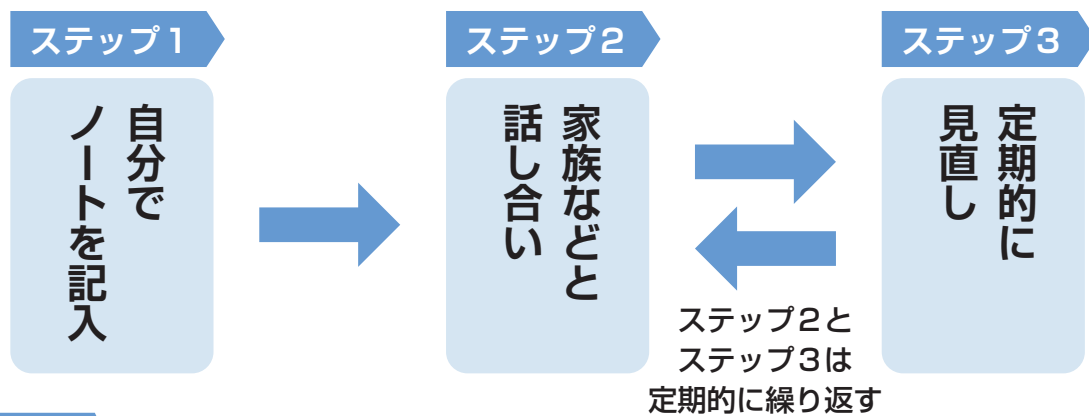 ステップ1
自分で
ノートを記入
ステップ2
家族などと
話し合い
ステップ2と
ステップ3は
定期的に繰り返す
ステップ3
定期的に
見直し